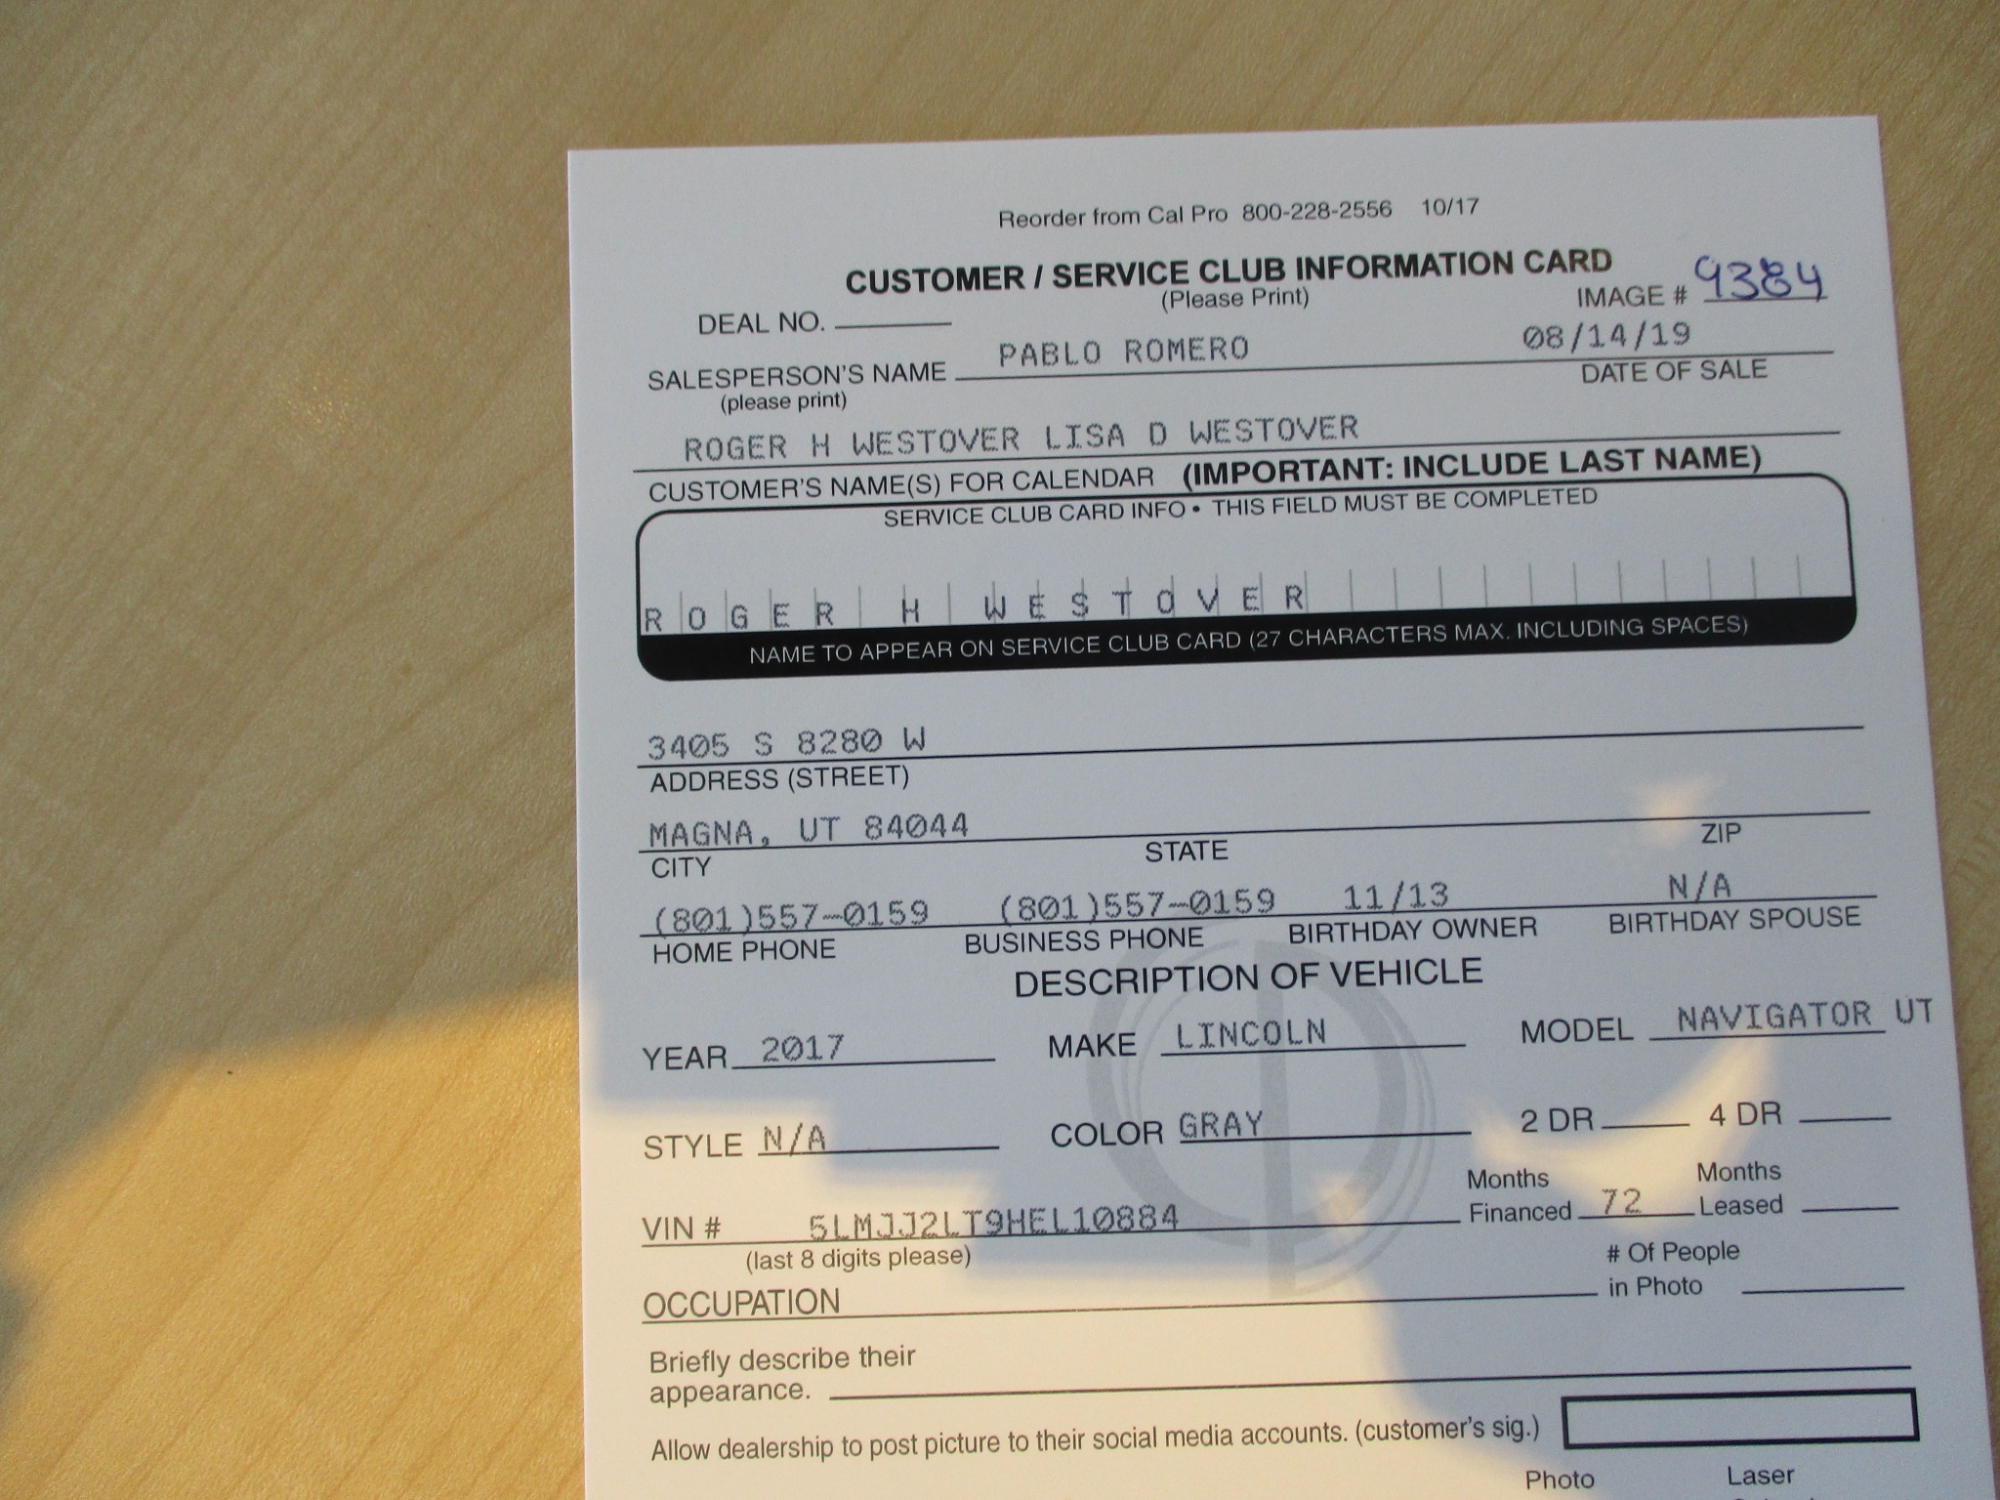 Reorder from Cal Pro 800-228-2556 10/17
CUSTOMER / SERVICE CLUB INFORMATION CARD
(Please Print)
IMAGE # 9384
DEAL NO.
SALESPERSON'S NAME PABLO ROMERO 08/14/19
(please print) DATE OF SALE
ROGER H WESTOVER LISA D WESTOVER
CUSTOMER'S NAME(S) FOR CALENDAR (IMPORTANT: INCLUDE LAST NAME)
SERVICE CLUB CARD INFO • THIS FIELD MUST BE COMPLETED
ROGER H WESTOVER
NAME TO APPEAR ON SERVICE CLUB CARD (27 CHARACTERS MAX. INCLUDING SPACES)
3405 S 8280 W
ADDRESS (STREET)
MAGNA, UT 84044
CITY STATE ZIP
(801)557-0159 (801)557-0159 11/13 N/A
HOME PHONE BUSINESS PHONE BIRTHDAY OWNER BIRTHDAY SPOUSE
DESCRIPTION OF VEHICLE
YEAR 2017 MAKE LINCOLN MODEL NAVIGATOR UT
STYLE N/A COLOR GRAY 2 DR 4 DR
VIN # 5LMJJ2LT9HEL10884 Months Financed 72 Months Leased
(last 8 digits please)
OCCUPATION # Of People in Photo
Briefly describe their
appearance.
Allow dealership to post picture to their social media accounts. (customer's sig.)
Photo Laser